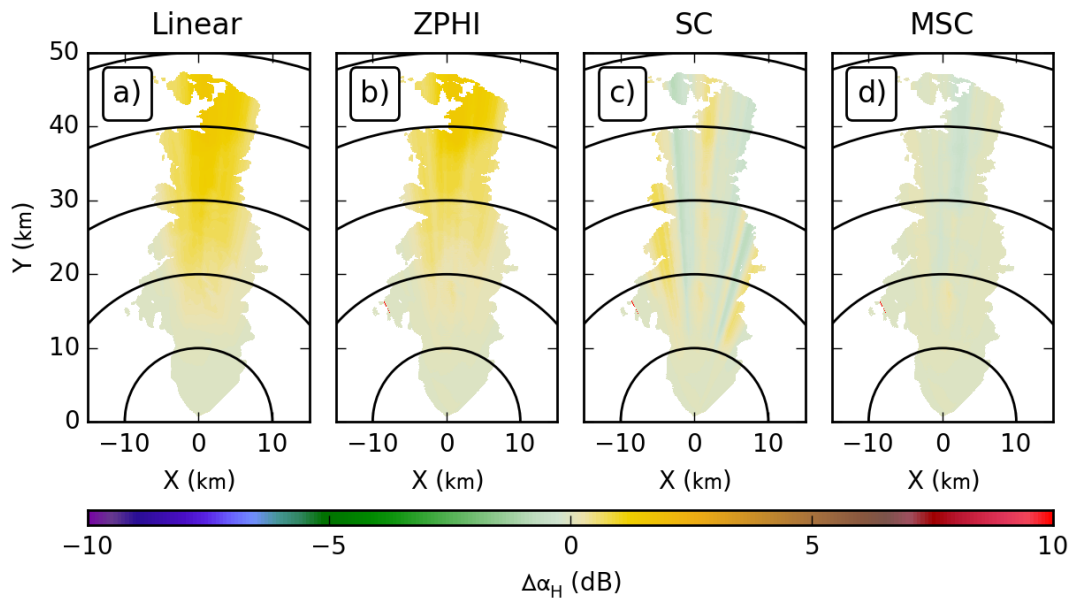 Linear ZPHI SC MSC
a) b) c) d)
50
40
30
20
10
0
Y (km)
−10 0 10 −10 0 10 −10 0 10 −10 0 10
X (km) X (km) X (km) X (km)
−10 −5 0 5 10
Δα_H (dB)